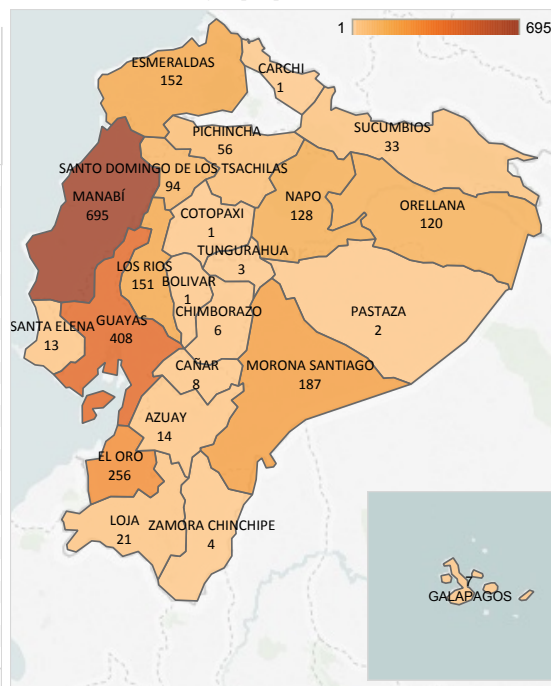 1 695
ESMERALDAS
152
CARCHI
1
PICHINCHA
56
SUCUMBIOS
33
SANTO DOMINGO DE LOS TSACHILAS
94
MANABÍ
695
NAPO
128
ORELLANA
120
COTOPAXI
1
TUNGURAHUA
3
LOS RIOS
151
BOLIVAR
1
CHIMBORAZO
6
PASTAZA
2
SANTA ELENA
13
GUAYAS
408
CAÑAR
8
MORONA SANTIAGO
187
AZUAY
14
EL ORO
256
LOJA
21
ZAMORA CHINCHIPE
4
7
GALAPAGOS